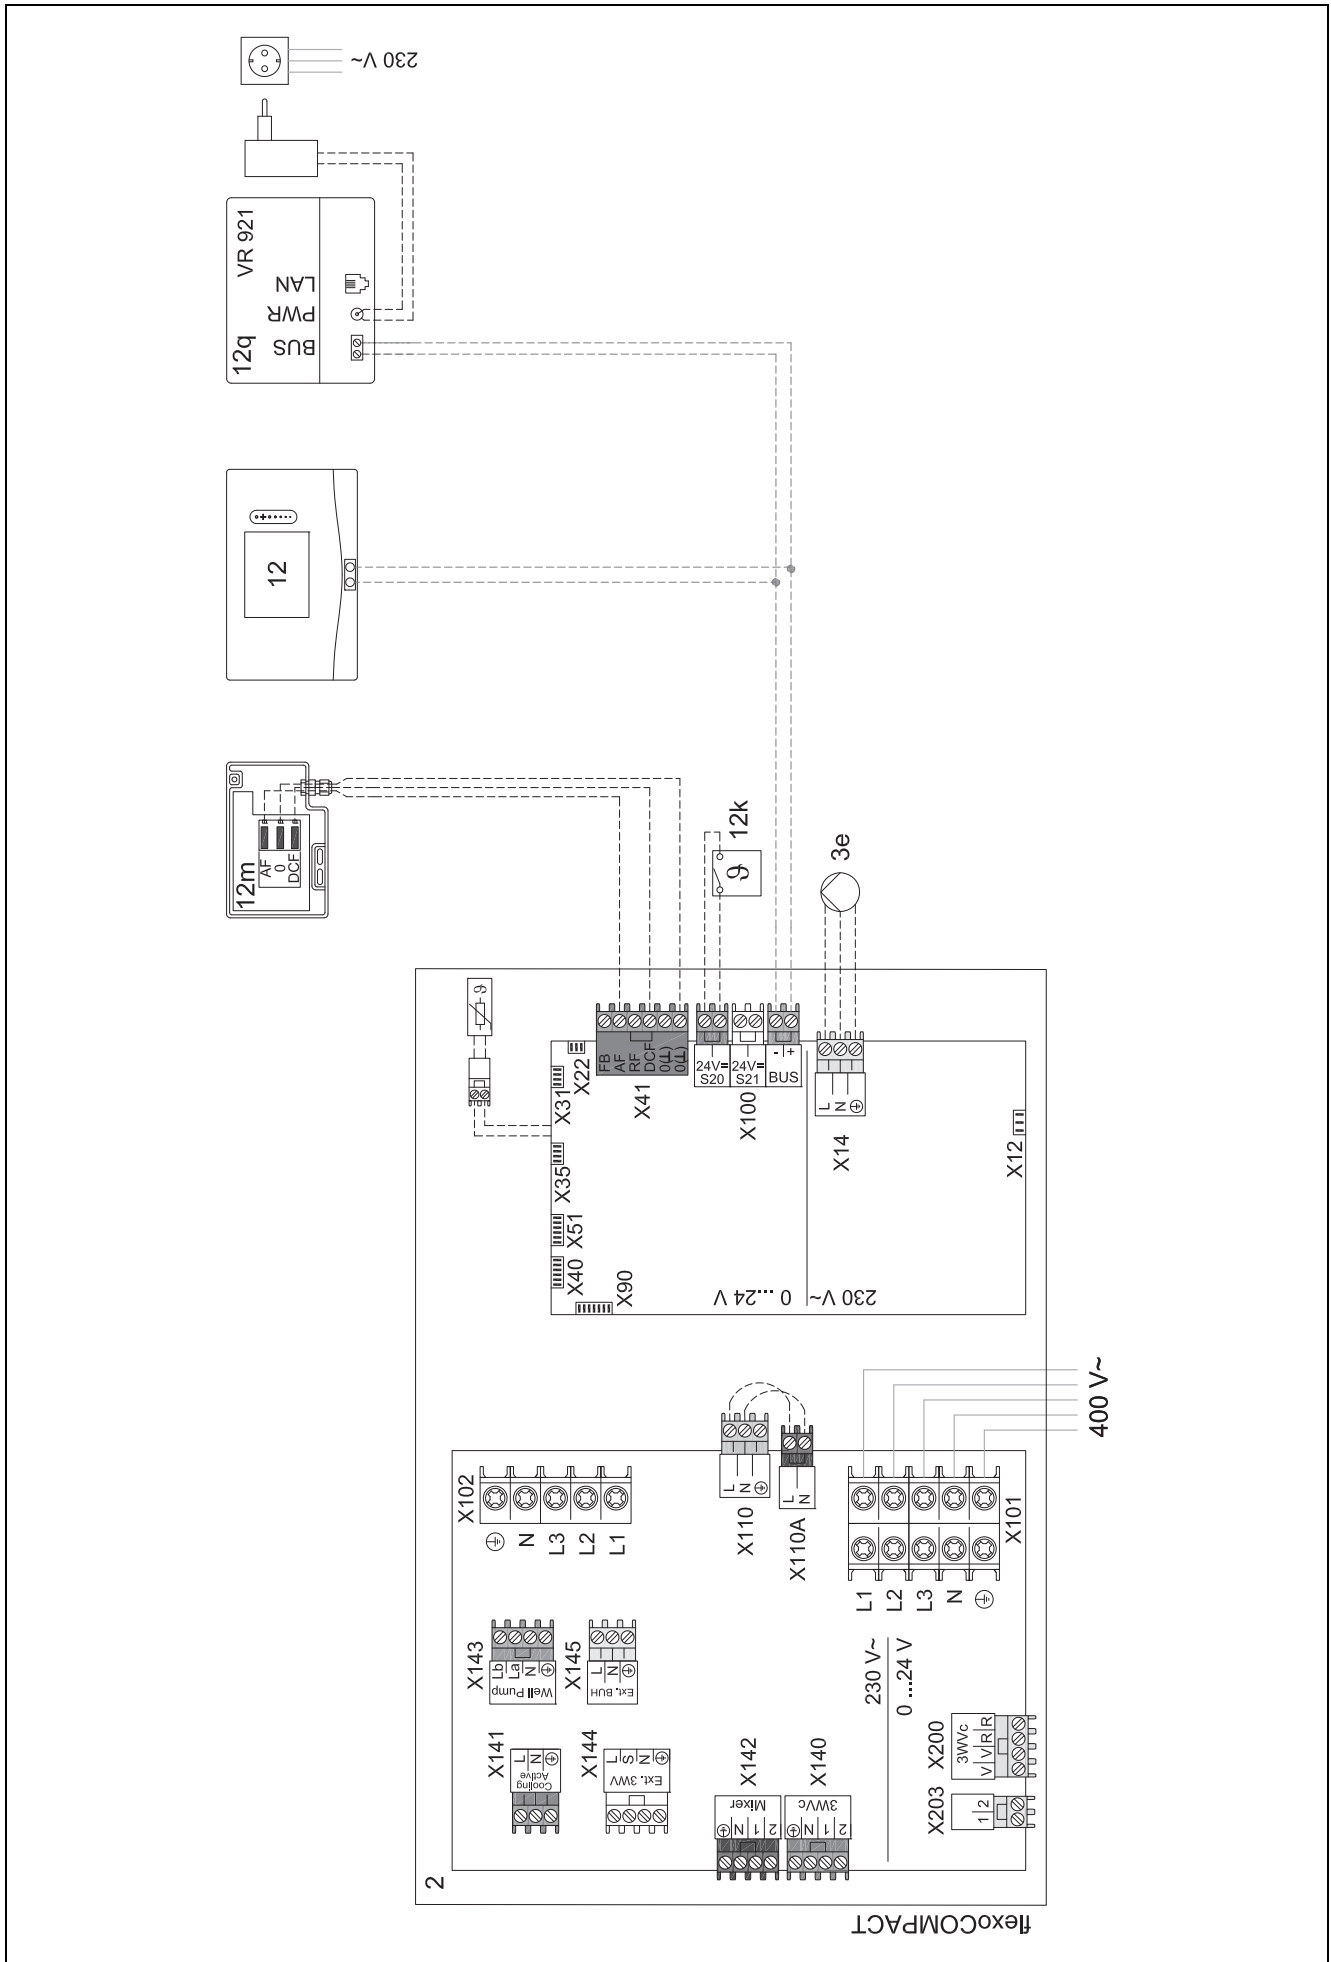 230 V~
VR 921
LAN
PWR
BUS
12q
12
12m
AF
0
DCF
12k
ϑ
3e
ϑ
X22
X31
X35
X51
X40
X90
FB
AF
RF
DCF
0(⊥)
0(⊥)
X41
24V=
S20
24V=
S21
X100
- +
BUS
L
N
X14
X12
0 ...24 V
230 V~
400 V~
X102
N
L3
L2
L1
L
N
X110
L
N
X110A
X101
L1
L2
L3
N
X143
Lb
La
N
Well Pump
X145
L
N
Ext. BUH
X141
L
N
Cooling
Active
X144
L
S
N
Ext. 3WV
X142
Mixer
N
1
2
X140
3WVc
N
1
2
230 V~
0 ...24 V
X200
3WVc
V V R R
X203
1 2
2
flexoCOMPACT